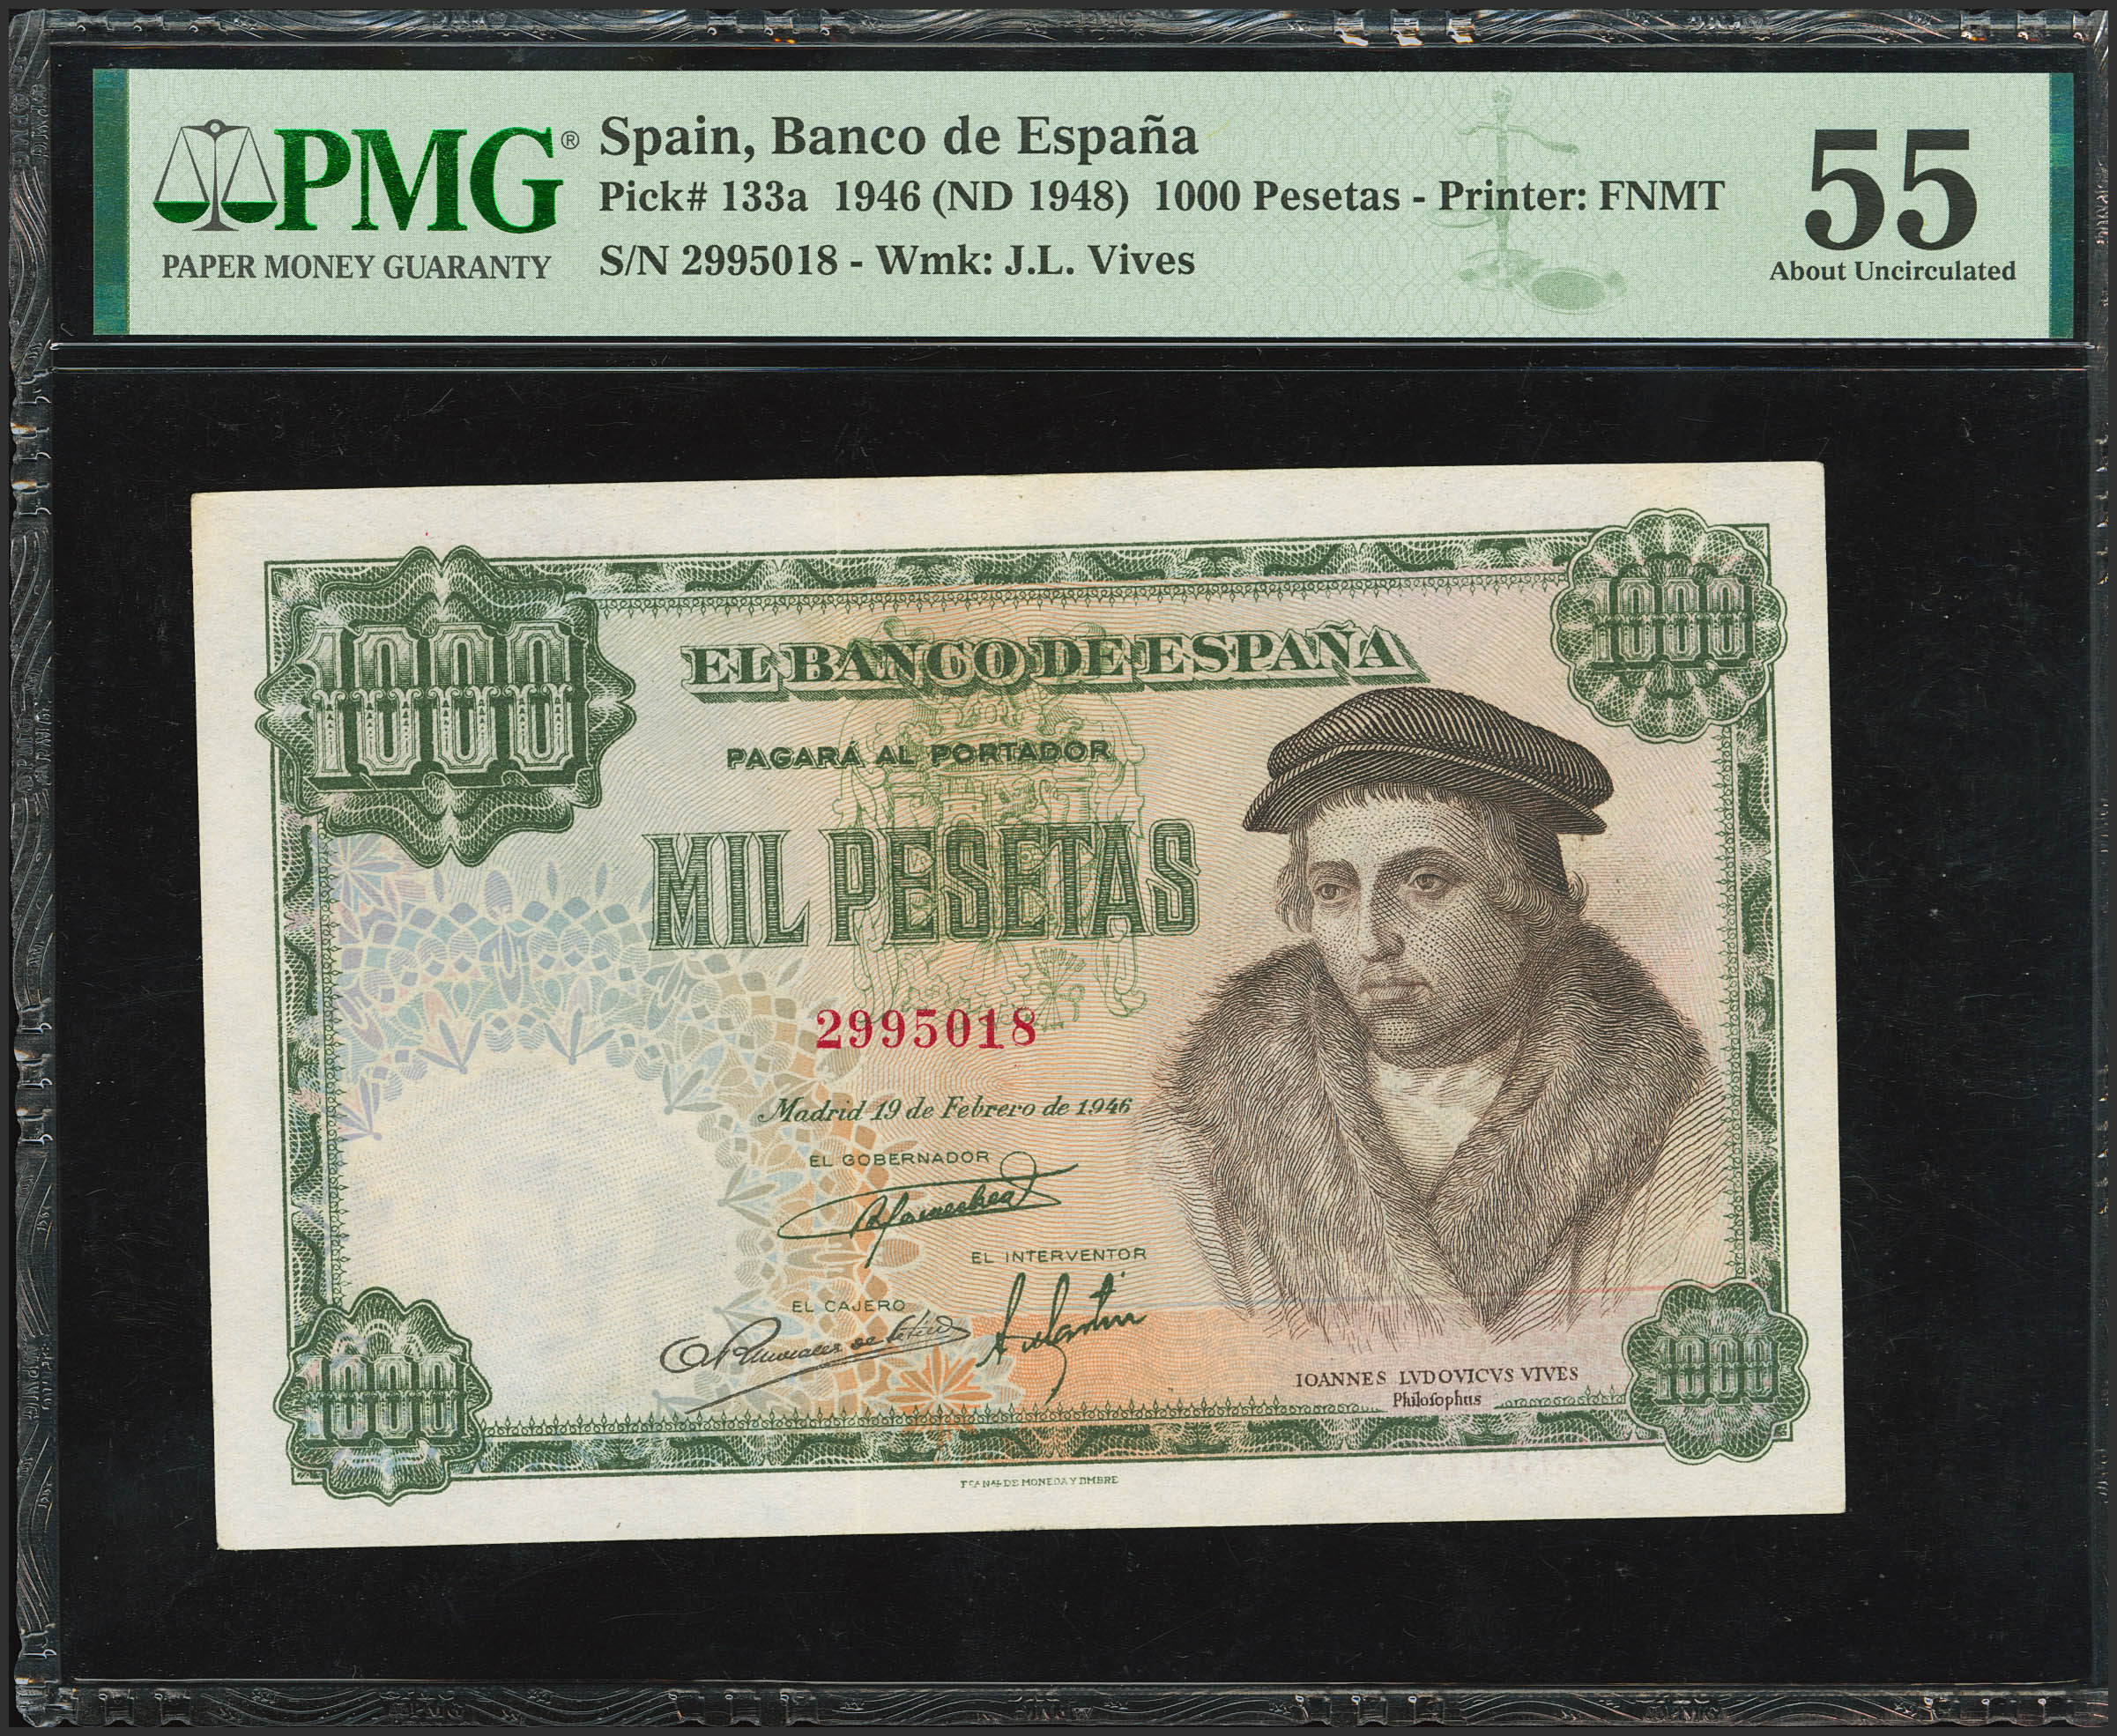 PMG®
PAPER MONEY GUARANTY
Spain, Banco de España
Pick# 133a 1946 (ND 1948) 1000 Pesetas - Printer: FNMT
S/N 2995018 - Wmk: J.L. Vives
55
About Uncirculated
1000
1000
EL BANCO DE ESPAÑA
PAGARÁ AL PORTADOR
MIL PESETAS
2995018
Madrid 19 de Febrero de 1946
EL GOBERNADOR
EL INTERVENTOR
EL CAJERO
IOANNES LVDOVICVS VIVES
Philosophus
1000
1000
DE MONEDA Y